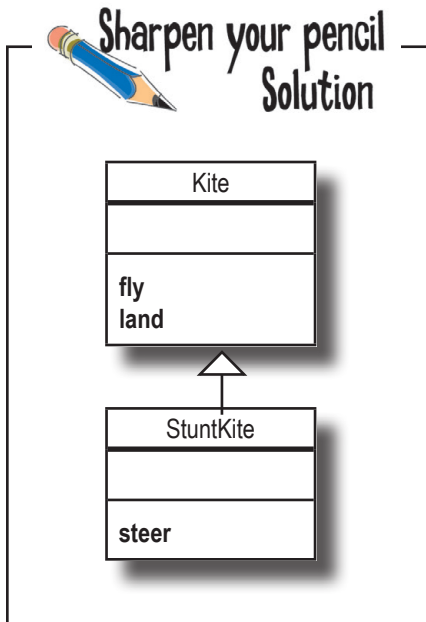 Sharpen your pencil
Solution
Kite
fly
land
StuntKite
steer